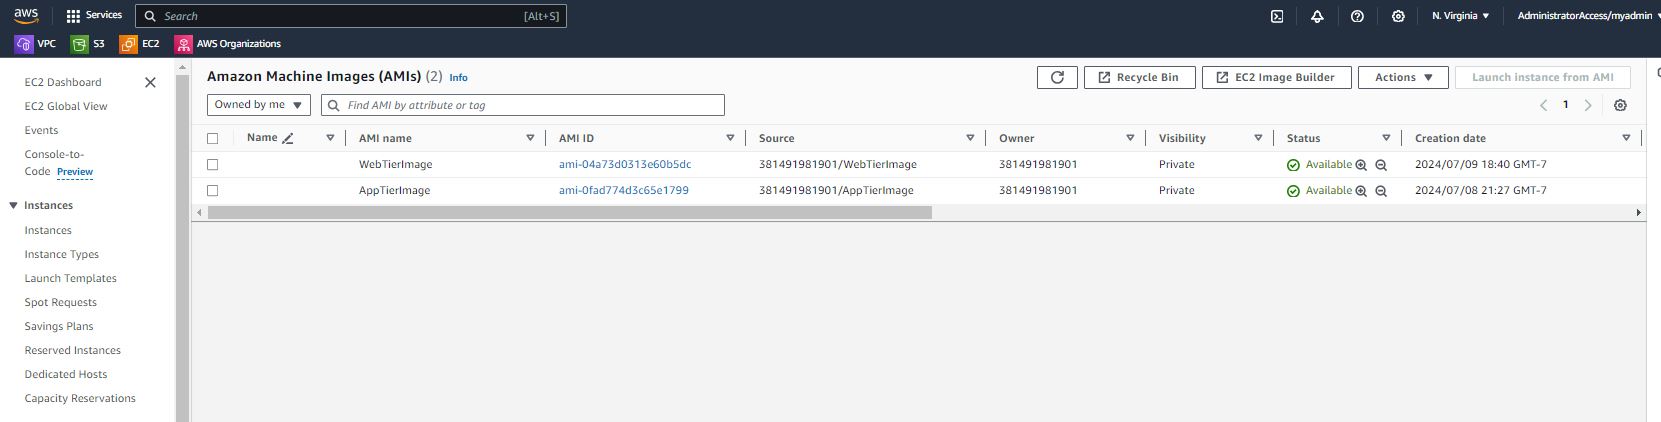 aws Services Search [Alt+S] N. Virginia AdministratorAccess/myadmin
VPC S3 EC2 AWS Organizations
EC2 Dashboard
EC2 Global View
Events
Console-to-
Code Preview
Instances
Instances
Instance Types
Launch Templates
Spot Requests
Savings Plans
Reserved Instances
Dedicated Hosts
Capacity Reservations
Amazon Machine Images (AMIs) (2) Info Recycle Bin EC2 Image Builder Actions Launch instance from AMI
Owned by me Find AMI by attribute or tag 1
Name AMI name AMI ID Source Owner Visibility Status Creation date
WebTierImage ami-04a73d0313e60b5dc 381491981901/WebTierImage 381491981901 Private Available 2024/07/09 18:40 GMT-7
AppTierImage ami-0fad774d3c65e1799 381491981901/AppTierImage 381491981901 Private Available 2024/07/08 21:27 GMT-7